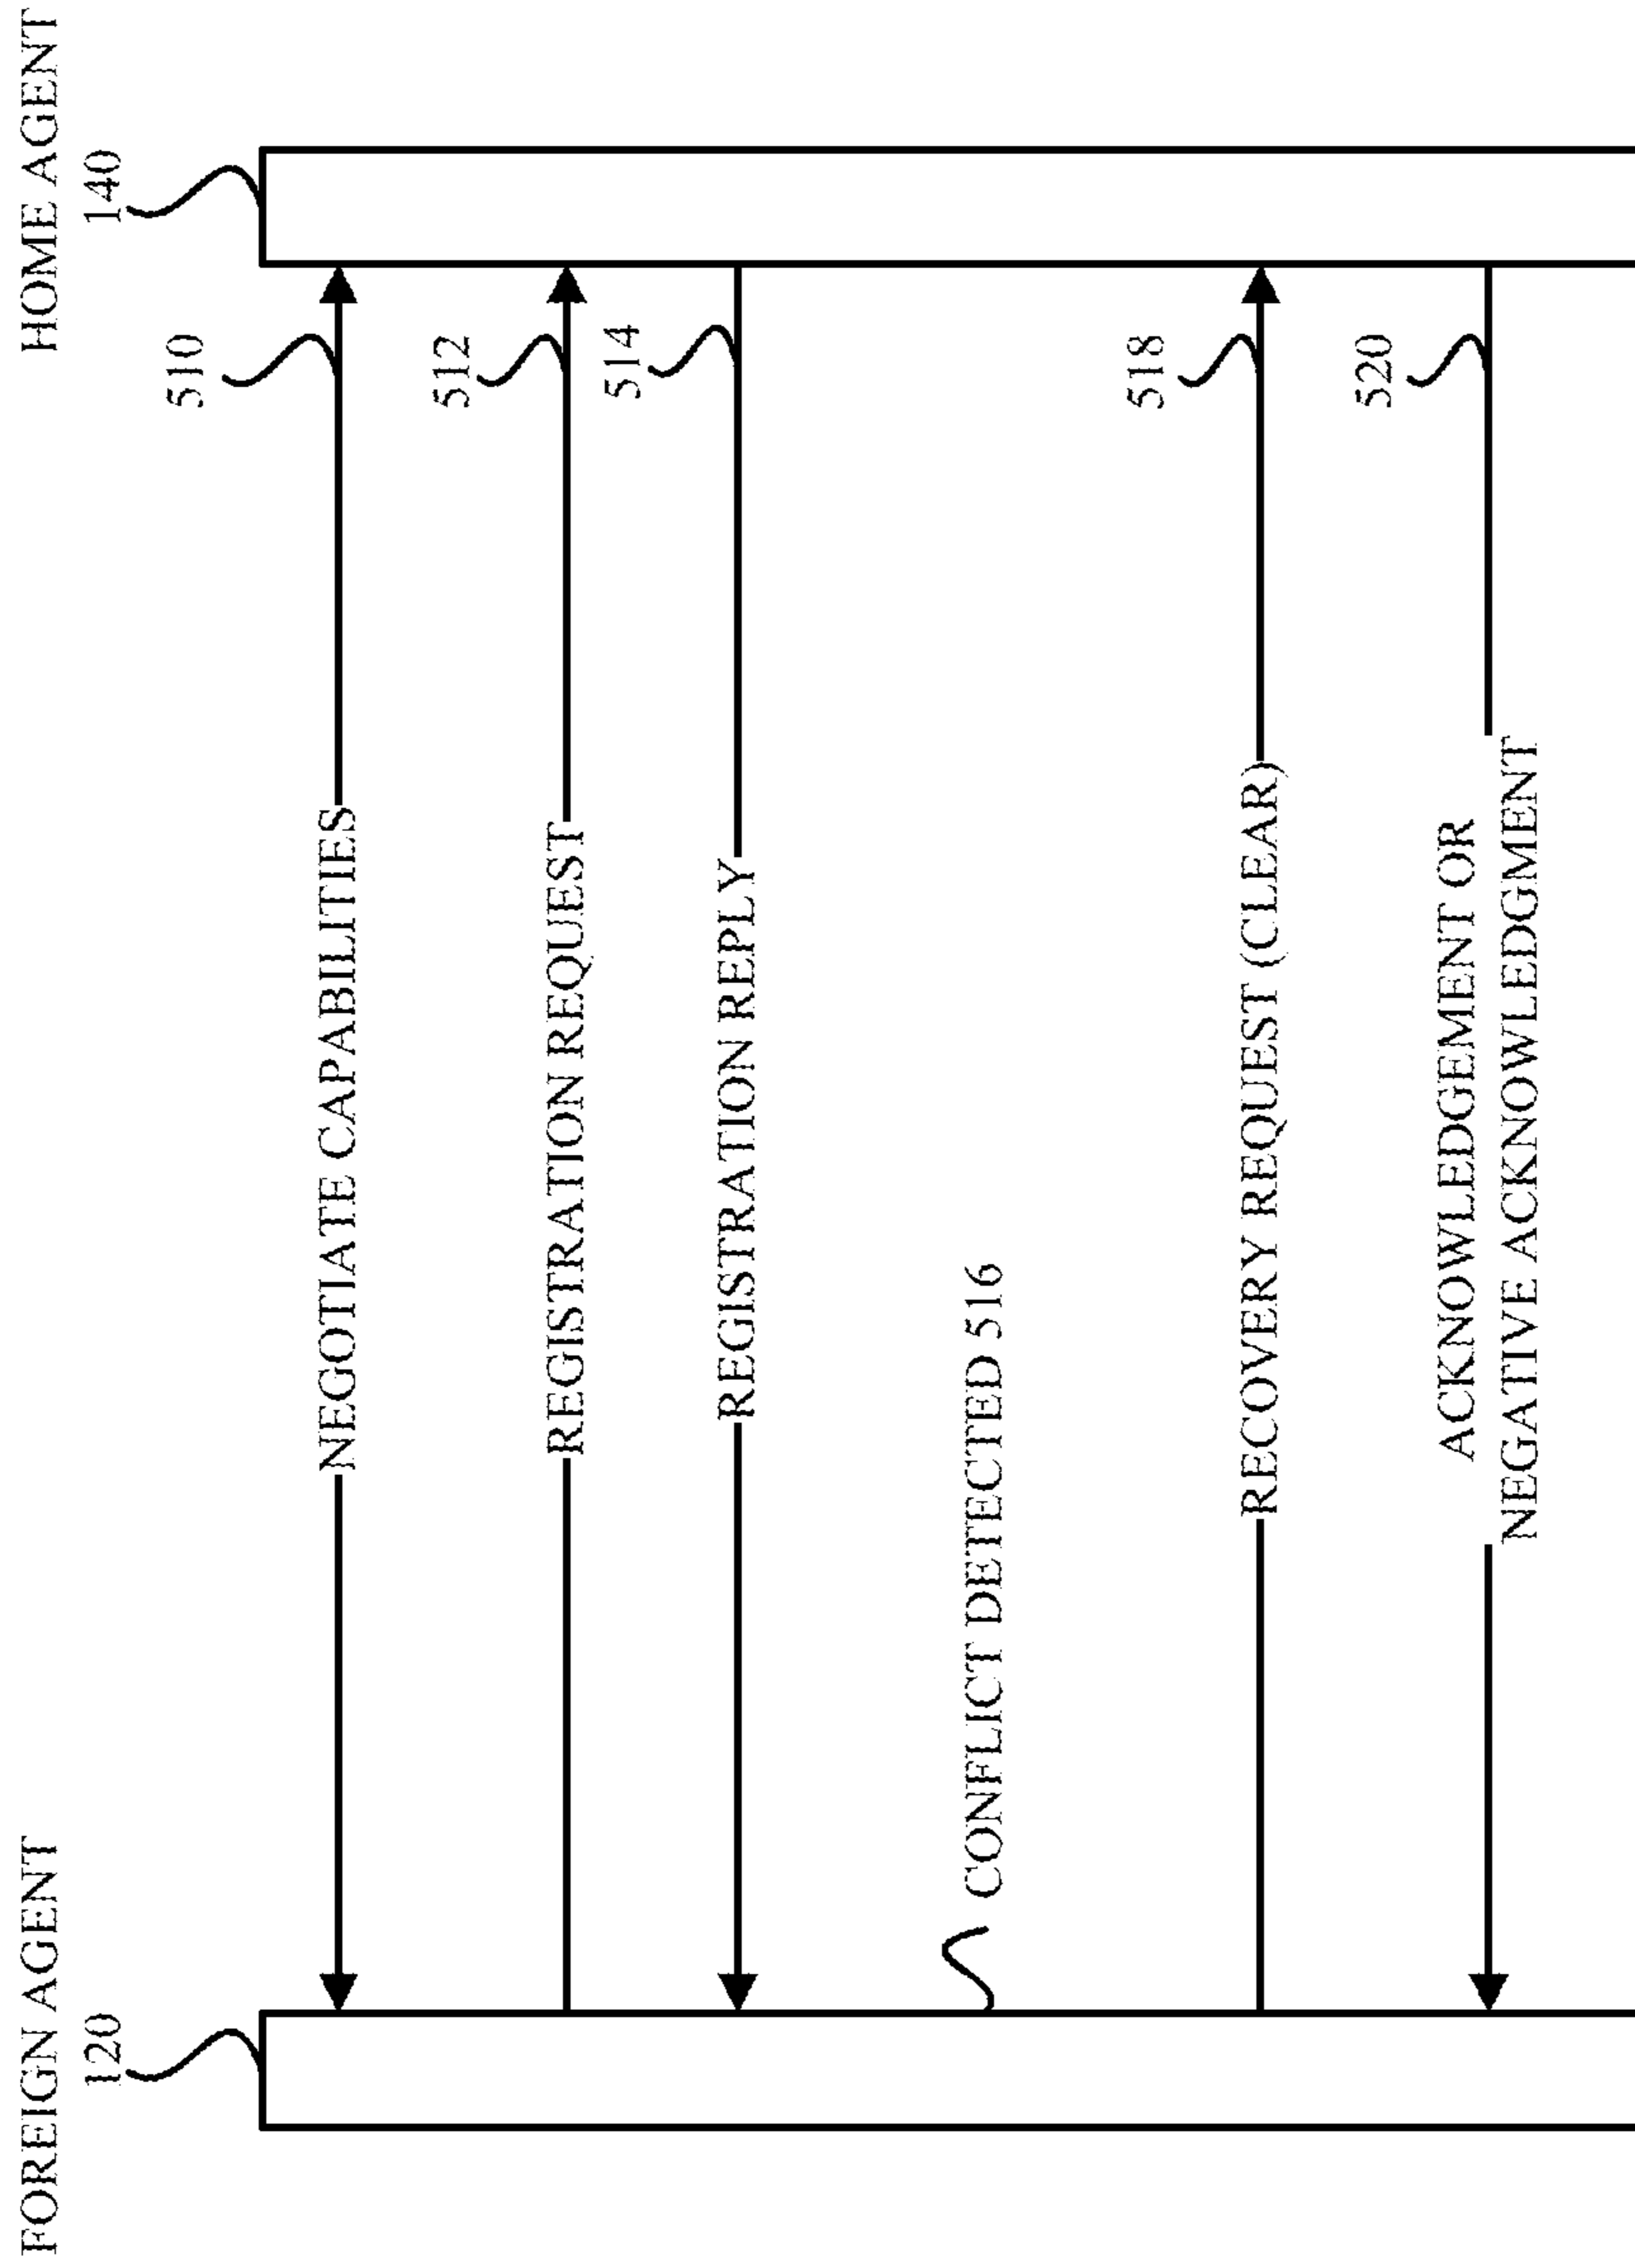 FOREIGN AGENT
HOME AGENT
120
140
510
NEGOTIATE CAPABILITIES
512
REGISTRATION REQUEST
514
REGISTRATION REPLY
CONFLICT DETECTED 516
518
RECOVERY REQUEST (CLEAR)
520
ACKNOWLEDGEMENT OR
NEGATIVE ACKNOWLEDGMENT